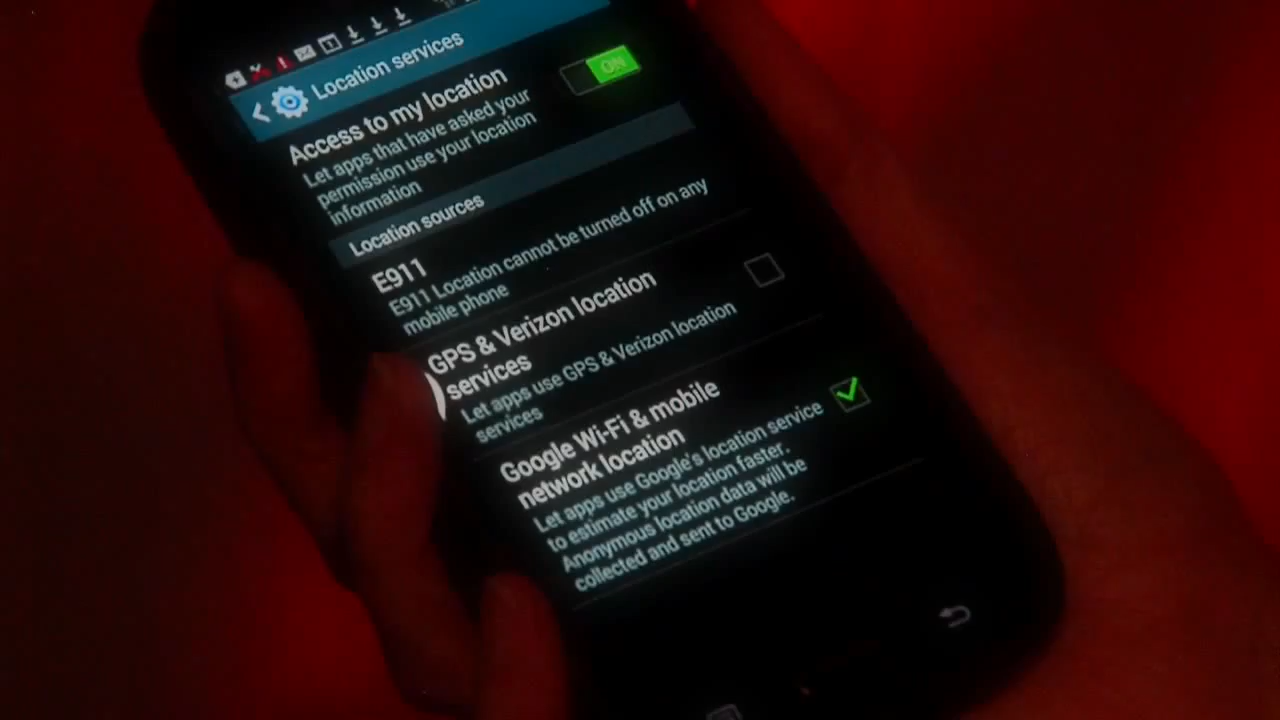 Location services
Access to my location
ON
Let apps that have asked your
permission use your location
information
Location sources
E911
E911 Location cannot be turned off on any
mobile phone
GPS & Verizon location
services
Let apps use GPS & Verizon location
services
Google Wi-Fi & mobile
network location
Let apps use Google's location service
to estimate your location faster.
Anonymous location data will be
collected and sent to Google.